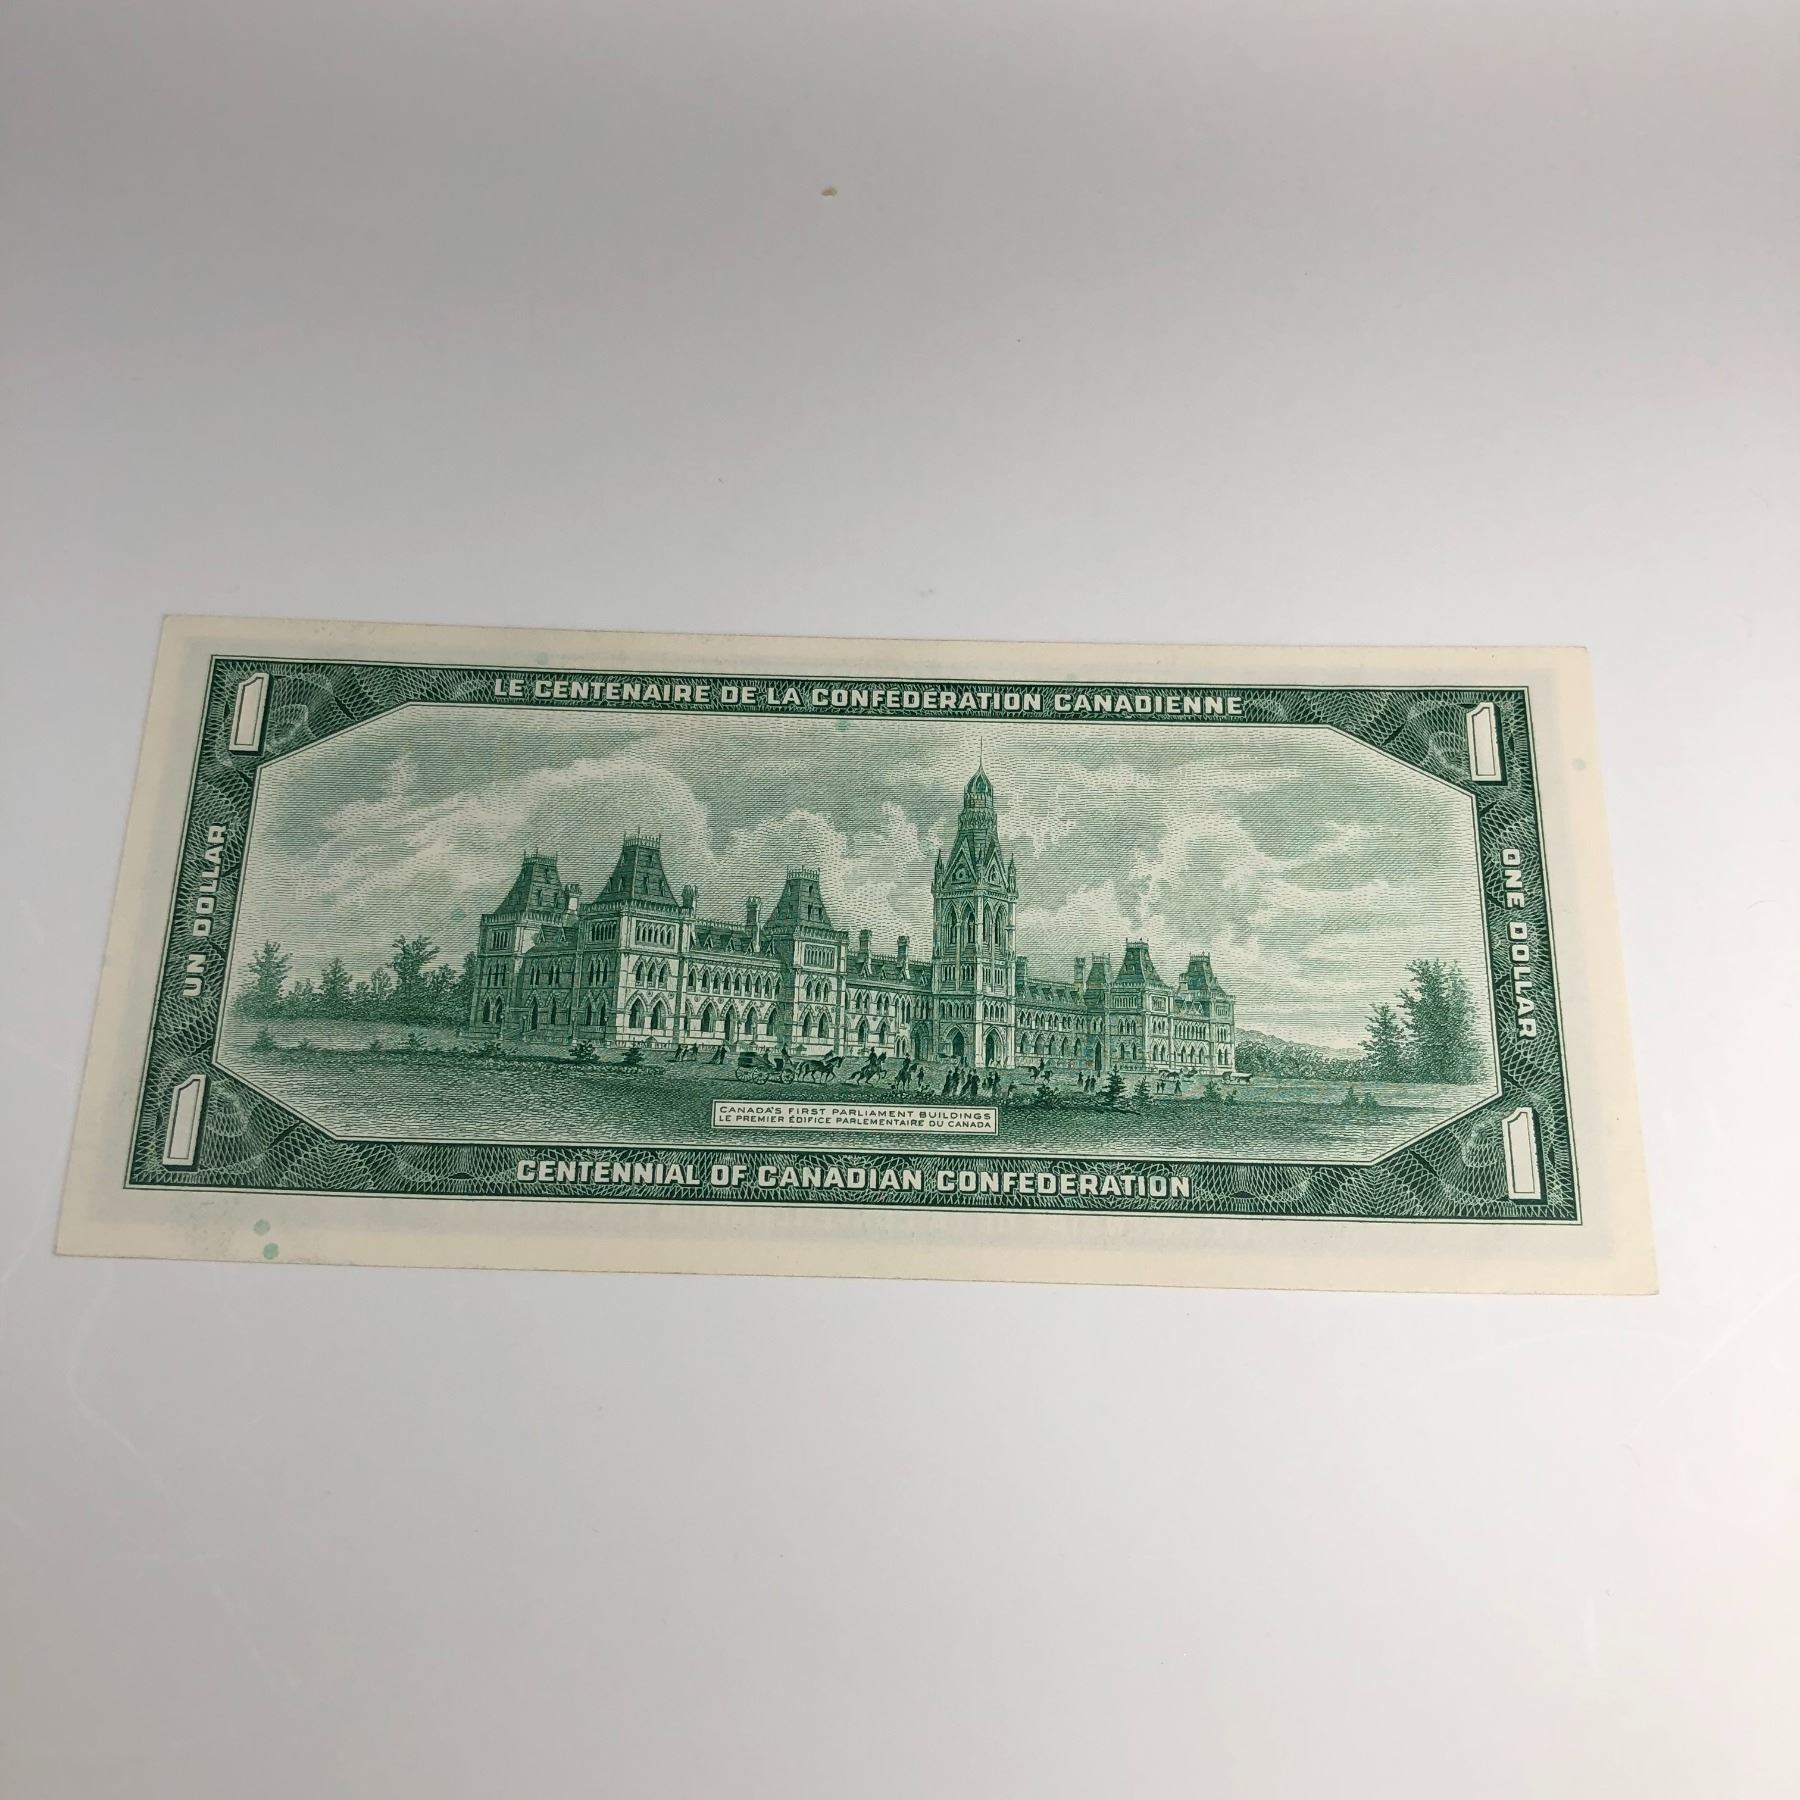 1 LE CENTENAIRE DE LA CONFEDERATION CANADIENNE 1
UN DOLLAR
ONE DOLLAR
CANADA'S FIRST PARLIAMENT BUILDINGS
LE PREMIER ÉDIFICE PARLEMENTAIRE DU CANADA
1 CENTENNIAL OF CANADIAN CONFEDERATION 1